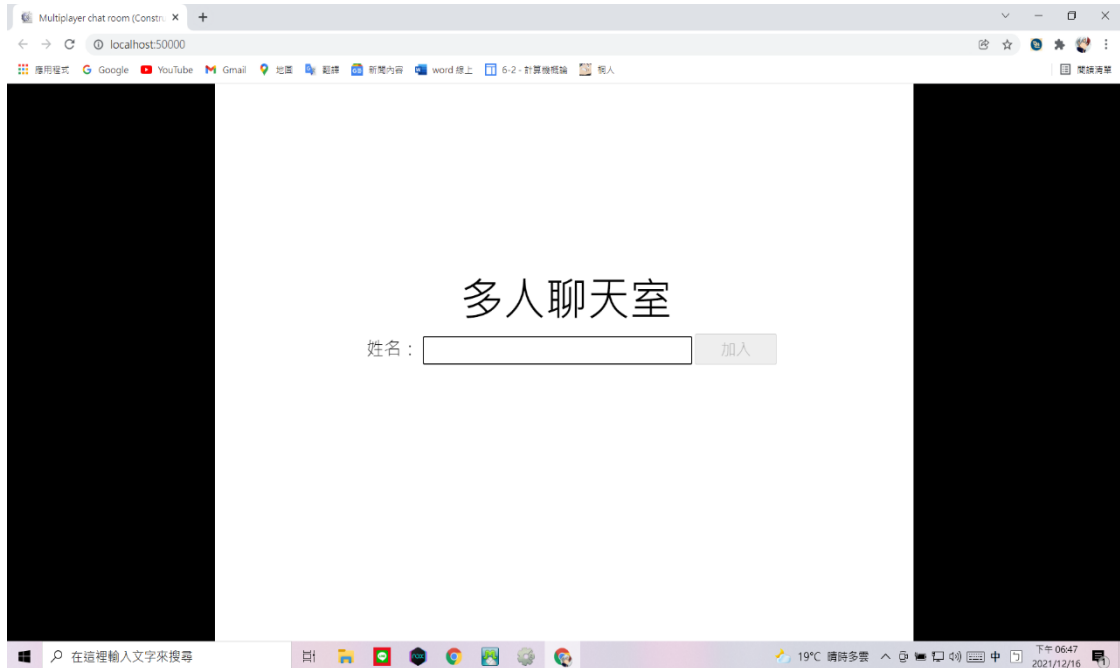 Multiplayer chat room (Constru
localhost:50000
應用程式 Google YouTube Gmail 地圖 翻譯 新聞內容 word 線上 6-2 - 計算機概論 桐人 閱讀清單
多人聊天室
姓名：
加入
在這裡輸入文字來搜尋
19°C 晴時多雲
中
下午 06:47
2021/12/16